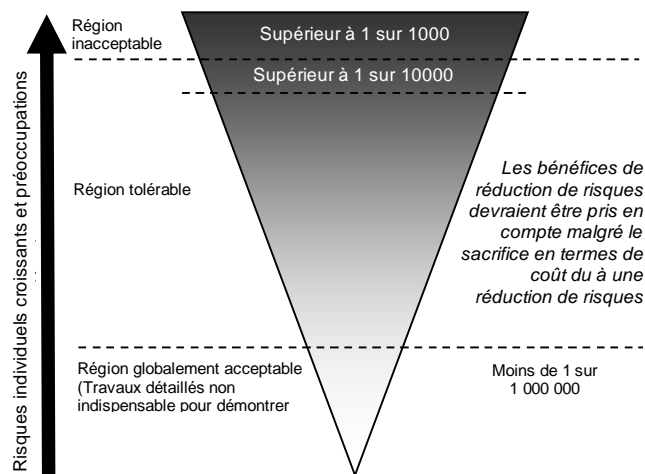 Risques individuels croissants et préoccupations
Région
inacceptable
Supérieur à 1 sur 1000
Supérieur à 1 sur 10000
Région tolérable
Les bénéfices de
réduction de risques
devraient être pris en
compte malgré le
sacrifice en termes de
coût du à une
réduction de risques
Région globalement acceptable
(Travaux détaillés non
indispensable pour démontrer
Moins de 1 sur
1 000 000